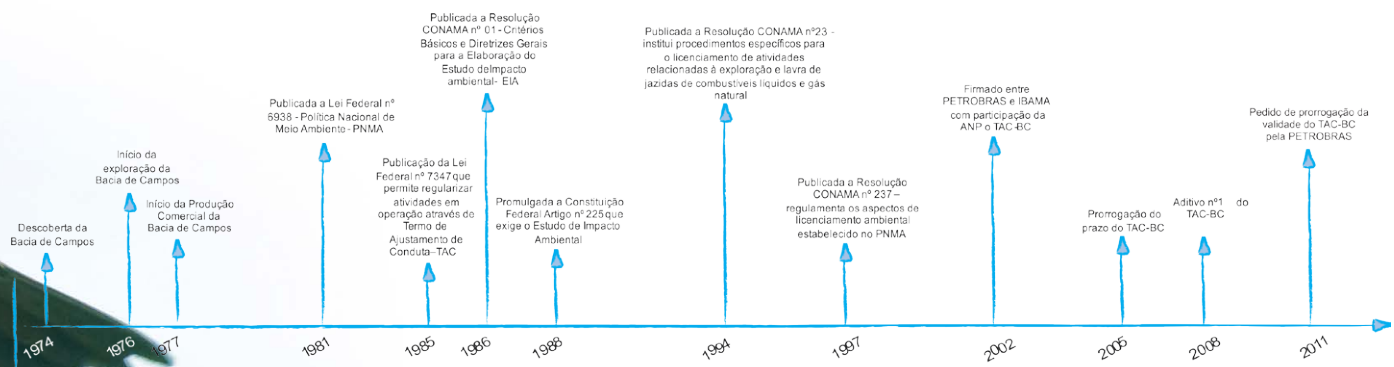 Descoberta da
Bacia de Campos
Início da
exploração da
Bacia de Campos
Início da Produção
Comercial da
Bacia de Campos
Publicada a Lei Federal nº
6938 - Política Nacional de
Meio Ambiente - PNMA
Publicação da Lei
Federal nº 7347 que
permite regularizar
atividades em
operação através de
Termo de
Ajustamento de
Conduta–TAC
Publicada a Resolução
CONAMA nº 01 - Critérios
Básicos e Diretrizes Gerais
para a Elaboração do
Estudo deImpacto
ambiental- EIA
Promulgada a Constituição
Federal Artigo nº 225 que
exige o Estudo de Impacto
Ambiental
Publicada a Resolução CONAMA nº23 -
institui procedimentos específicos para
o licenciamento de atividades
relacionadas à exploração e lavra de
jazidas de combustíveis líquidos e gás
natural
Publicada a Resolução
CONAMA nº 237 –
regulamenta os aspectos de
licenciamento ambiental
estabelecido no PNMA
Firmado entre
PETROBRAS e IBAMA
com participação da
ANP o TAC-BC
Prorrogação do
prazo do TAC-BC
Aditivo nº1 do
TAC-BC
Pedido de prorrogação da
validade do TAC-BC
pela PETROBRAS
1974 1976 1977 1981 1985 1986 1988 1994 1997 2002 2005 2008 2011